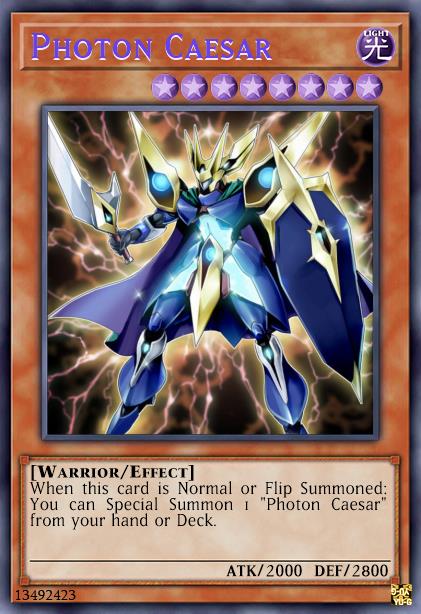 Photon Caesar
LIGHT
光
[Warrior/Effect]
When this card is Normal or Flip Summoned:
You can Special Summon 1 "Photon Caesar"
from your hand or Deck.
ATK/2000 DEF/2800
13492423